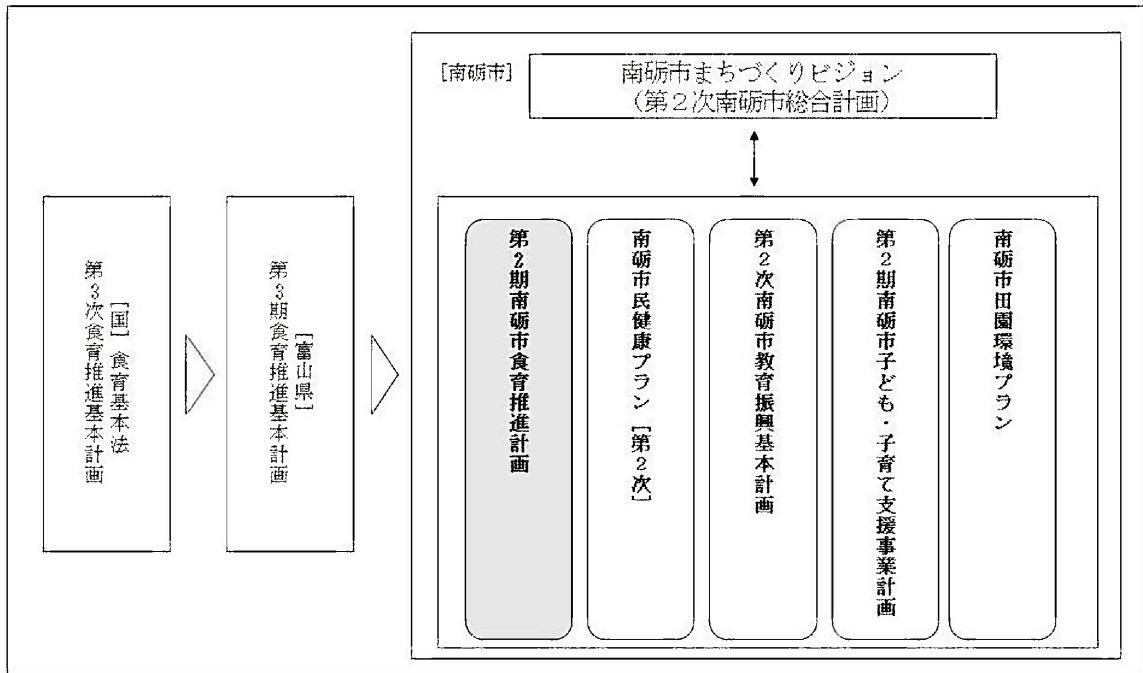 [南砺市]
南砺市まちづくりビジョン
(第2次南砺市総合計画)
[国] 食育基本法
第3次食育推進基本計画
[富山県]
第3期食育推進基本計画
第2期南砺市食育推進計画
南砺市民健康プラン [第2次]
第2次南砺市教育振興基本計画
第2期南砺市子ども・子育て支援事業計画
南砺市田園環境プラン